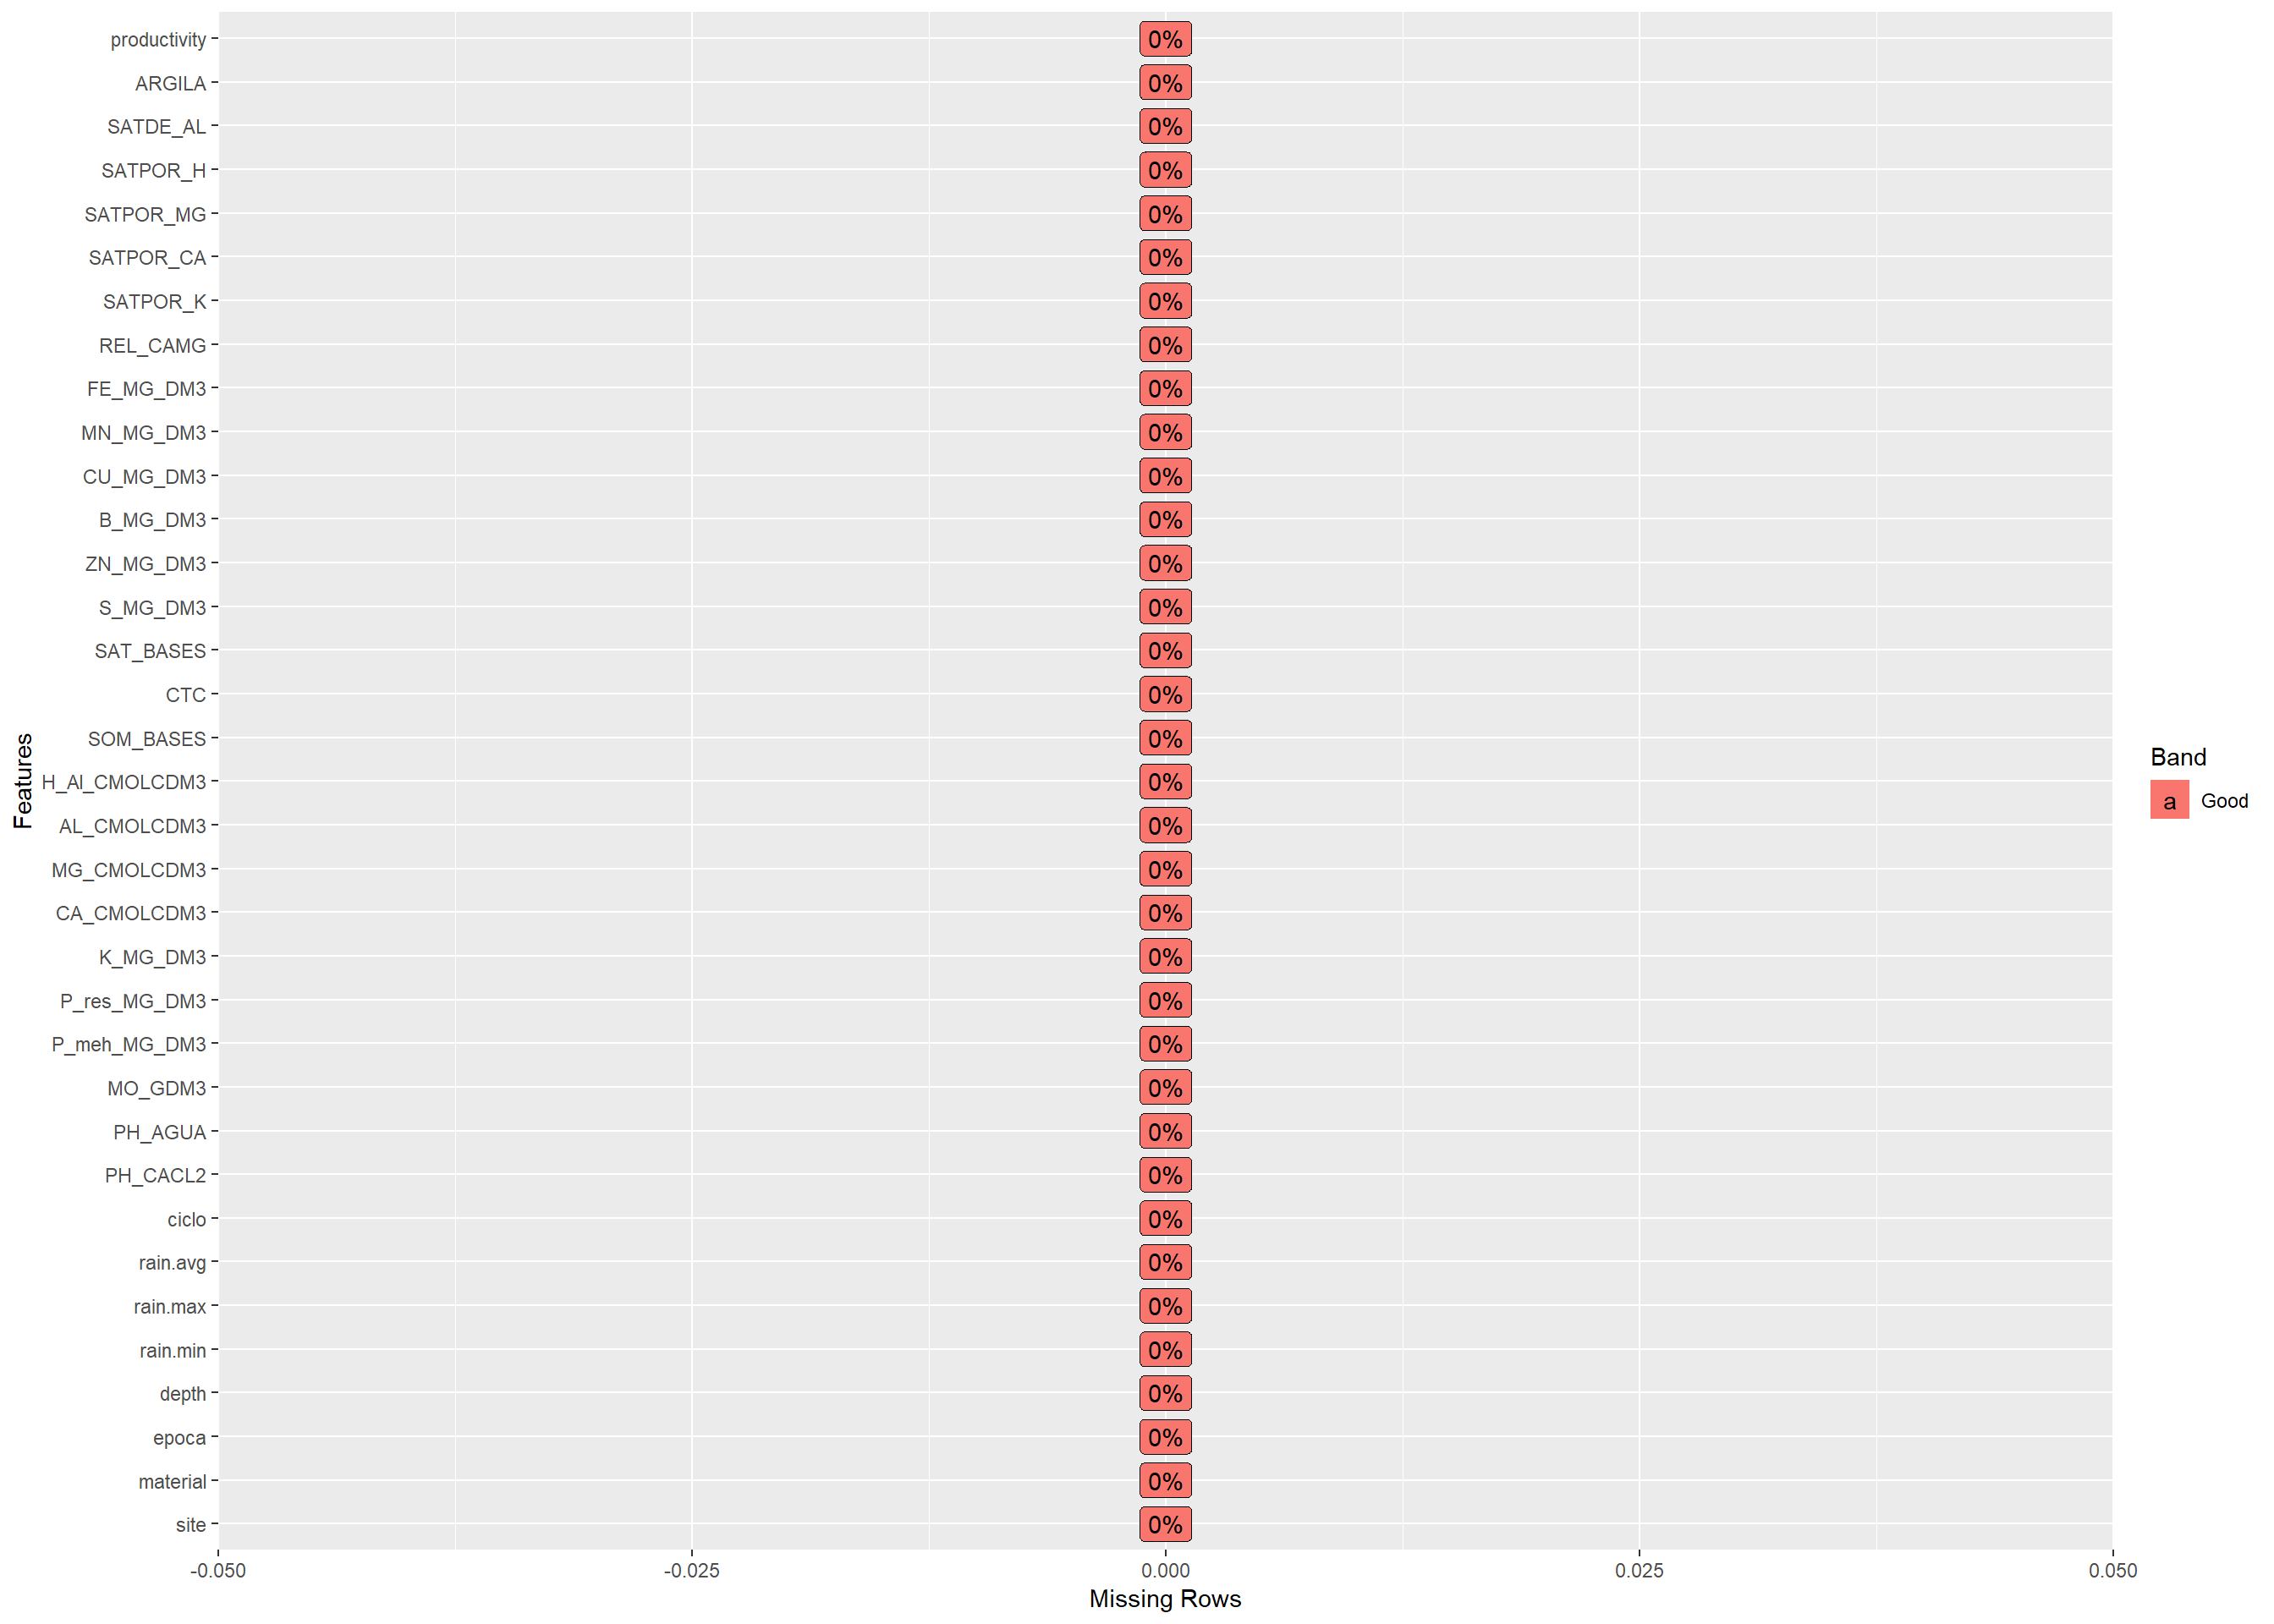 productivity 0%
ARGILA 0%
SATDE_AL 0%
SATPOR_H 0%
SATPOR_MG 0%
SATPOR_CA 0%
SATPOR_K 0%
REL_CAMG 0%
FE_MG_DM3 0%
MN_MG_DM3 0%
CU_MG_DM3 0%
B_MG_DM3 0%
ZN_MG_DM3 0%
S_MG_DM3 0%
SAT_BASES 0%
CTC 0%
SOM_BASES 0%
H_Al_CMOLCDM3 0%
AL_CMOLCDM3 0%
MG_CMOLCDM3 0%
CA_CMOLCDM3 0%
K_MG_DM3 0%
P_res_MG_DM3 0%
P_meh_MG_DM3 0%
MO_GDM3 0%
PH_AGUA 0%
PH_CACL2 0%
ciclo 0%
rain.avg 0%
rain.max 0%
rain.min 0%
depth 0%
epoca 0%
material 0%
site 0%
Features
-0.050 -0.025 0.000 0.025 0.050
Missing Rows
Band
a Good